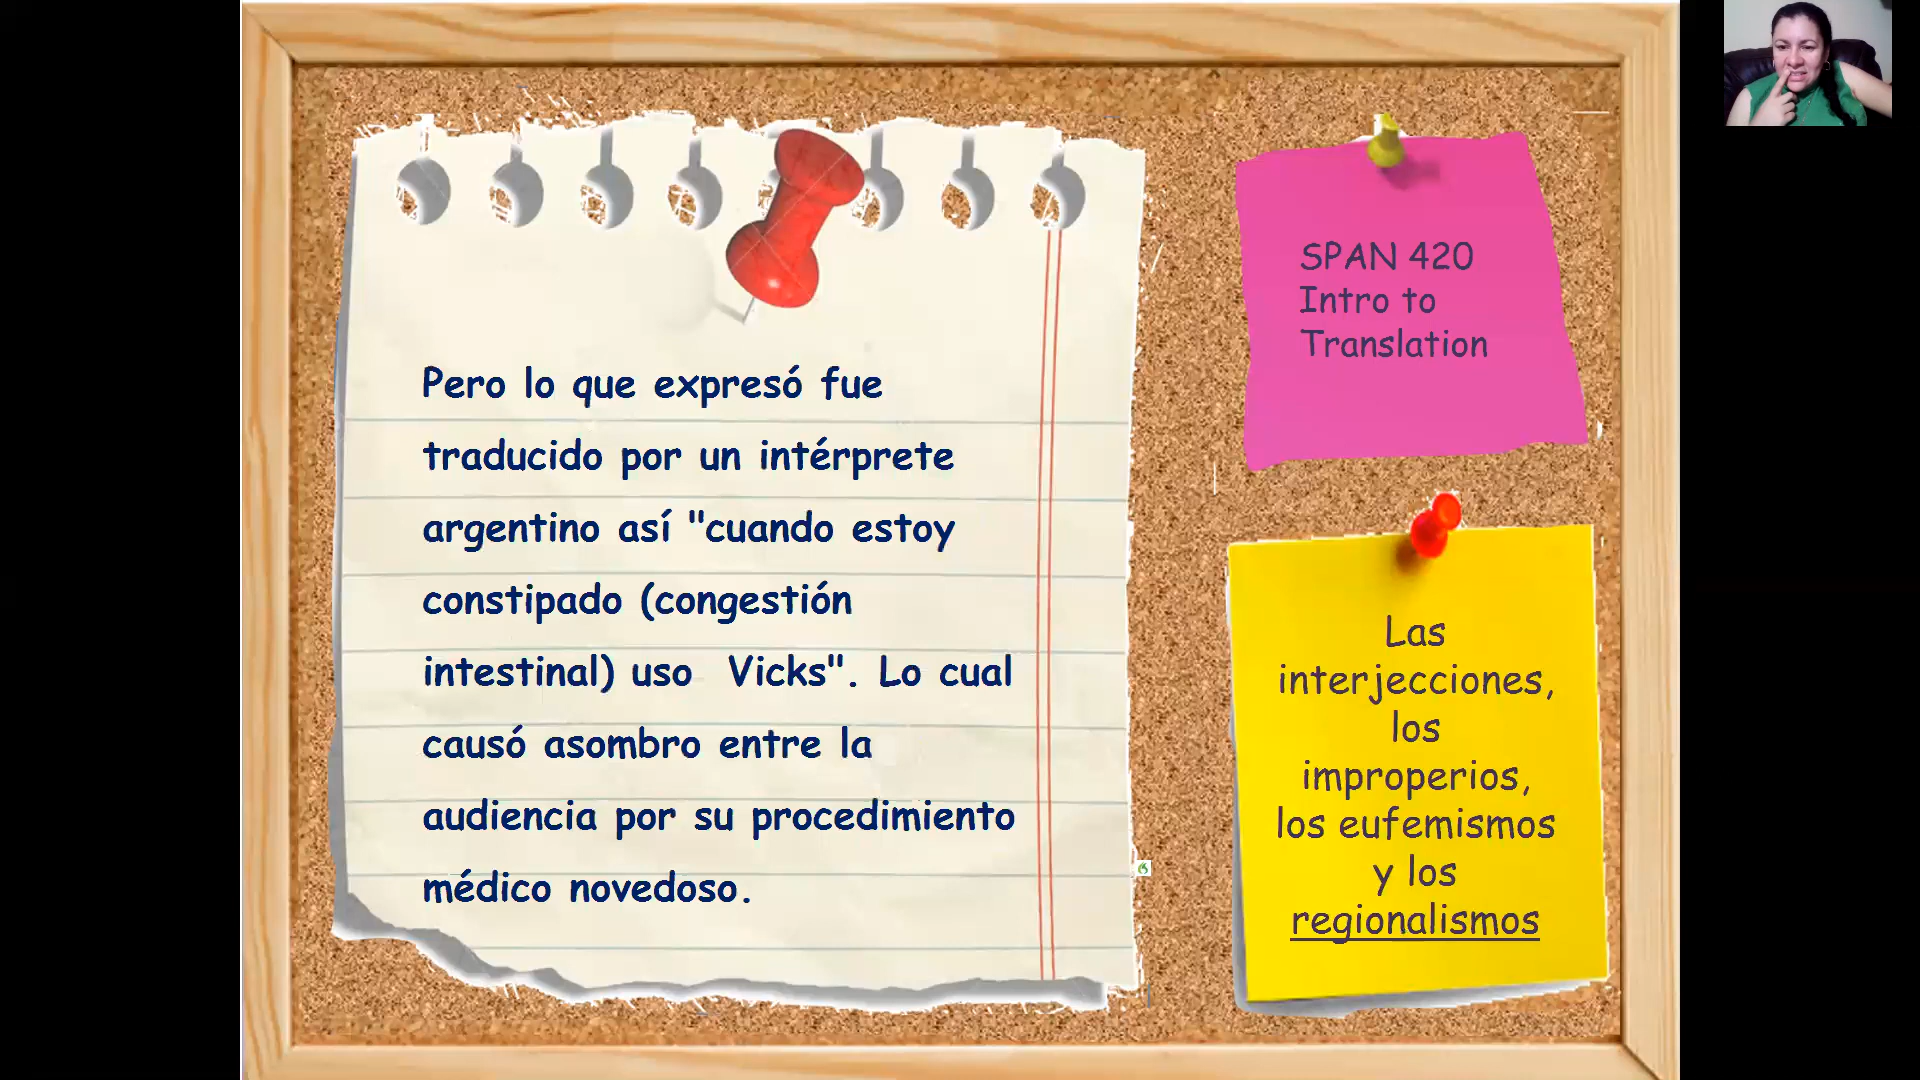 Pero lo que expresó fue
traducido por un intérprete
argentino así "cuando estoy
constipado (congestión
intestinal) uso  Vicks". Lo cual
causó asombro entre la
audiencia por su procedimiento
médico novedoso.
SPAN 420
Intro to
Translation
Las
interjecciones,
los
improperios,
los eufemismos
y los
regionalismos